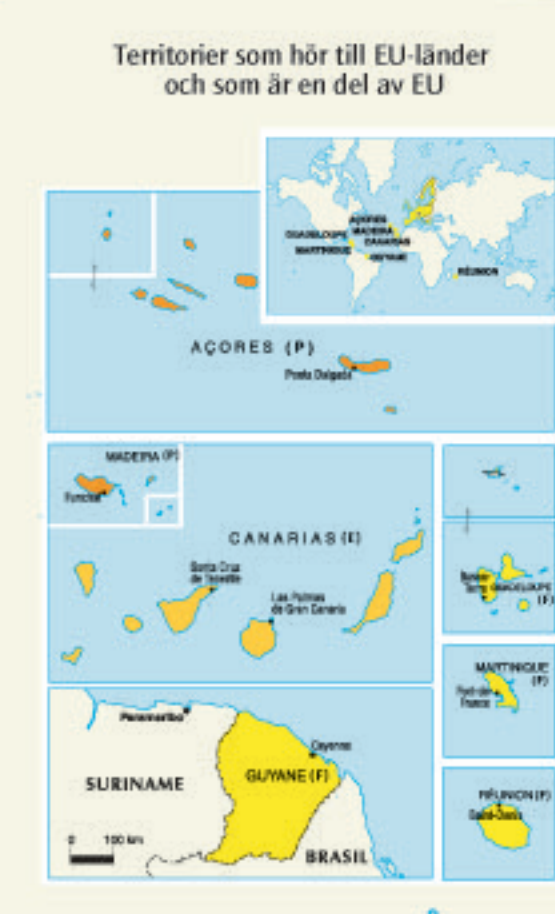 Territorier som hör till EU-länder
och som är en del av EU
AÇORES
MADEIRA
CANARIAS
GUADELOUPE
MARTINIQUE
GUYANE
RÉUNION
AÇORES (P)
Ponta Delgada
MADEIRA (P)
Funchal
CANARIAS (E)
Santa Cruz
de Tenerife
Las Palmas
de Gran Canaria
Basse-
Terre
GUADELOUPE
(F)
MARTINIQUE
(F)
Fort-de-
France
Paramaribo
Cayenne
SURINAME
GUYANE (F)
0 100 km
BRASIL
RÉUNION (F)
Saint-Denis